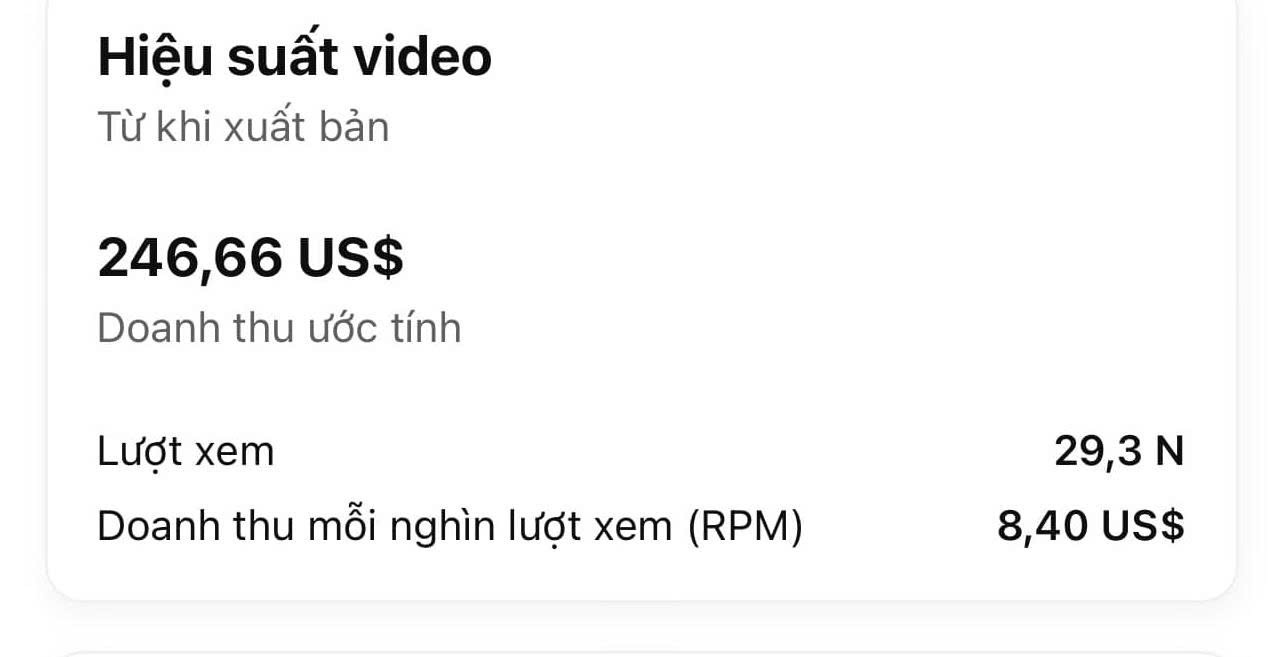 Hiệu suất video
Từ khi xuất bản
246,66 US$
Doanh thu ước tính
Lượt xem 29,3 N
Doanh thu mỗi nghìn lượt xem (RPM) 8,40 US$